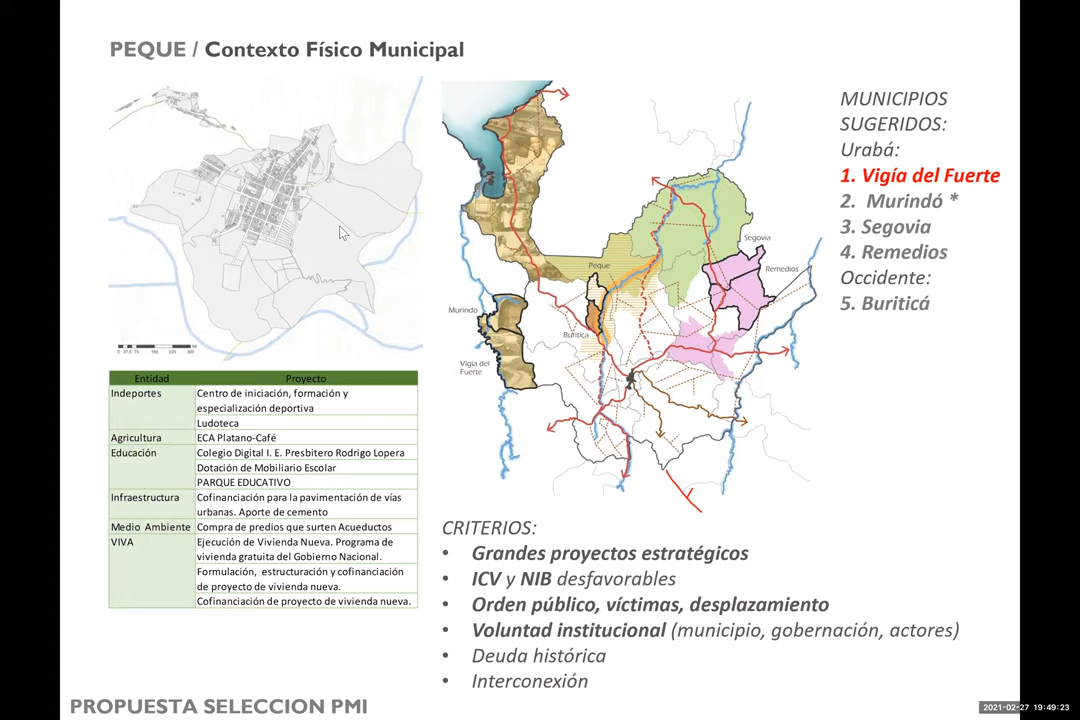 PEQUE / Contexto Físico Municipal
Entidad Proyecto
Indeportes Centro de iniciación, formación y
especialización deportiva
Ludoteca
Agricultura ECA Platano-Café
Educación Colegio Digital I. E. Presbitero Rodrigo Lopera
Dotación de Mobiliario Escolar
PARQUE EDUCATIVO
Infraestructura Cofinanciación para la pavimentación de vías
urbanas. Aporte de cemento
Medio Ambiente Compra de predios que surten Acueductos
VIVA Ejecución de Vivienda Nueva. Programa de
vivienda gratuita del Gobierno Nacional.
Formulación, estructuración y cofinanciación
de proyecto de vivienda nueva.
Cofinanciación de proyecto de vivienda nueva.
Segovia
Peque
Remedios
Murindo
Buritica
Vigia del
Fuerte
MUNICIPIOS
SUGERIDOS:
Urabá:
1. Vigía del Fuerte
2. Murindó *
3. Segovia
4. Remedios
Occidente:
5. Buriticá
CRITERIOS:
• Grandes proyectos estratégicos
• ICV y NIB desfavorables
• Orden público, víctimas, desplazamiento
• Voluntad institucional (municipio, gobernación, actores)
• Deuda histórica
• Interconexión
PROPUESTA SELECCION PMI
2021-02-27 19:49:23